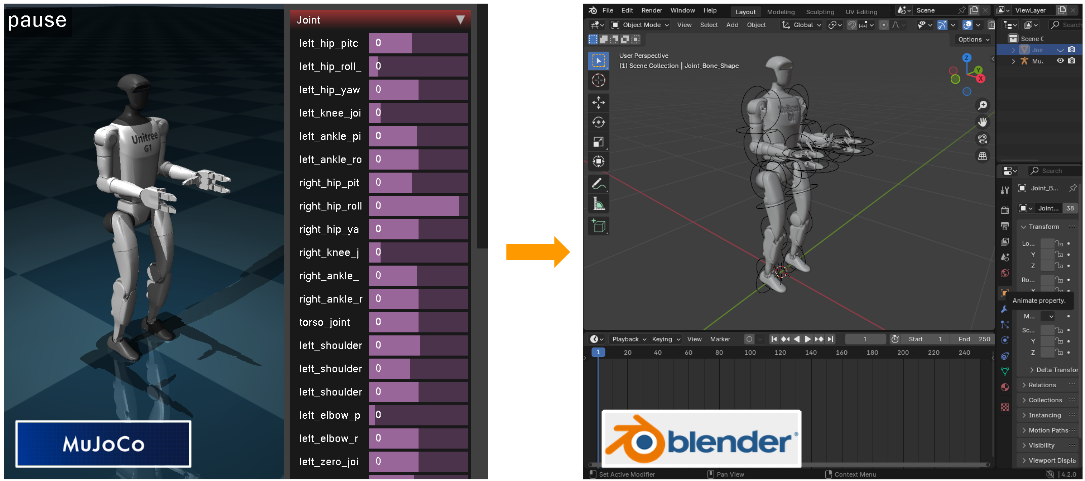 pause
Joint
left_hip_pitc 0
left_hip_roll_ 0
left_hip_yaw 0
left_knee_joi 0
left_ankle_pi 0
left_ankle_ro 0
right_hip_pit 0
right_hip_roll 0
right_hip_ya 0
right_knee_j 0
right_ankle_ 0
right_ankle_r 0
torso_joint 0
left_shoulder 0
left_shoulder 0
left_shoulder 0
left_elbow_p 0
left_elbow_r 0
left_zero_joi 0
Unitree
G1
MuJoCo
File Edit Render Window Help Layout Modeling Sculpting Scene ViewLayer
Object Mode View Select Add Object Global
Search
Options
Scene C
Mu.
User Perspective
(1) Scene Collection | Joint_Bone_Shape
Z
Y
X
Search
Joint_B...
Joint... 38
Transform
Lo...
Y
Z
Ro...
Animate property.
M...
Sc...
Y
Z
Delta Transfor
Relations
Collections
Instancing
Motion Paths
Visibility
Viewport Displa
Playback Keying View Marker 1 Start 1 End 250
1 20 40 60 80 100 120 140 160 180 200 220 240
blender
Set Active Modifier Pan View Context Menu 4.2.0